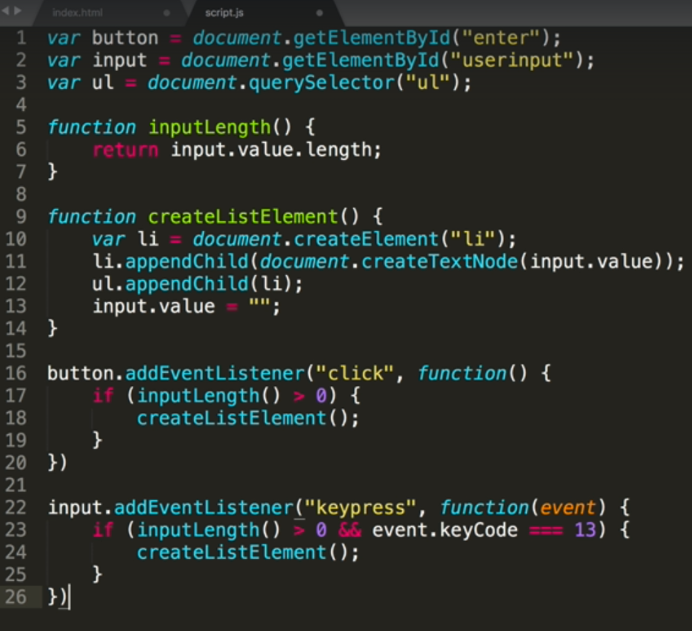 index.html script.js
1 var button = document.getElementById("enter");
2 var input = document.getElementById("userinput");
3 var ul = document.querySelector("ul");
4
5 function inputLength() {
6     return input.value.length;
7 }
8
9 function createListElement() {
10     var li = document.createElement("li");
11     li.appendChild(document.createTextNode(input.value));
12     ul.appendChild(li);
13     input.value = "";
14 }
15
16 button.addEventListener("click", function() {
17     if (inputLength() > 0) {
18         createListElement();
19     }
20 })
21
22 input.addEventListener("keypress", function(event) {
23     if (inputLength() > 0 && event.keyCode === 13) {
24         createListElement();
25     }
26 })